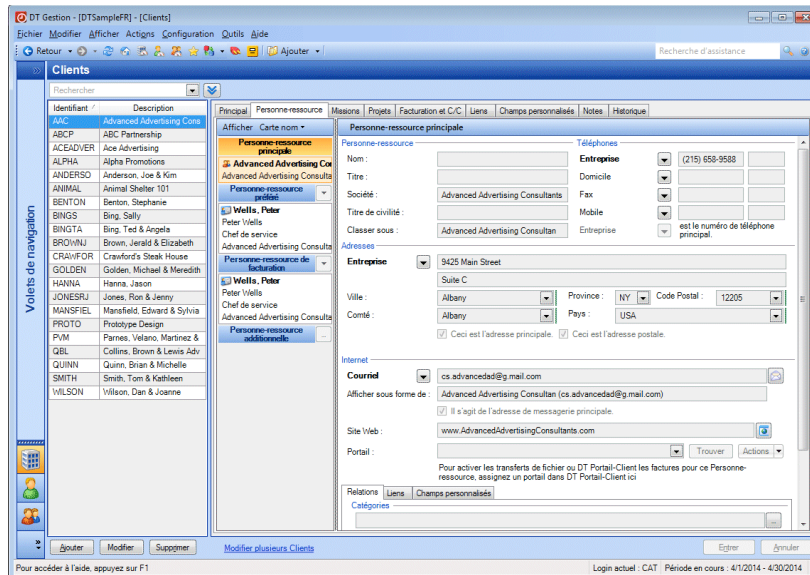 DT Gestion - [DTSampleFR] - [Clients]
Fichier Modifier Afficher Actions Configuration Outils Aide
Retour Ajouter Recherche d'assistance
Clients
Rechercher
Identifiant Description
AAC Advanced Advertising Cons
ABCP ABC Partnership
ACEADVER Ace Advertising
ALPHA Alpha Promotions
ANDERSO Anderson, Joe & Kim
ANIMAL Animal Shelter 101
BENTON Benton, Stephanie
BINGS Bing, Sally
BINGTA Bing, Ted & Angela
BROWNJ Brown, Jerald & Elizabeth
CRAWFOR Crawford's Steak House
GOLDEN Golden, Michael & Meredith
HANNA Hanna, Jason
JONESRJ Jones, Ron & Jenny
MANSFIEL Mansfield, Edward & Sylvia
PROTO Prototype Design
PVM Parnes, Velano, Martinez &
QBL Collins, Brown & Lewis Adv
QUINN Quinn, Brian & Michelle
SMITH Smith, Tom & Kathleen
WILSON Wilson, Dan & Joanne
Volets de navigation
Principal Personne-ressource Missions Projets Facturation et C/C Liens Champs personnalisés Notes Historique
Afficher Carte nom
Personne-ressource
principale
Advanced Advertising Cor
Advanced Advertising Consulta
Personne-ressource
préféré
Wells, Peter
Peter Wells
Chef de service
Advanced Advertising Consulta
Personne-ressource de
facturation
Wells, Peter
Peter Wells
Chef de service
Advanced Advertising Consulta
Personne-ressource
additionnelle
Personne-ressource principale
Personne-ressource
Nom :
Titre :
Société : Advanced Advertising Consultants
Titre de civilité :
Classer sous : Advanced Advertising Consultan
Téléphones
Entreprise (215) 658-9588
Domicile
Fax
Mobile
Entreprise est le numéro de téléphone
principal.
Adresses
Entreprise 9425 Main Street
Suite C
Ville : Albany Province : NY Code Postal : 12205
Comté : Albany Pays : USA
Ceci est l'adresse principale. Ceci est l'adresse postale.
Internet
Courriel cs.advancedad@g.mail.com
Afficher sous forme de : Advanced Advertising Consultan (cs.advancedad@g.mail.com)
Il s'agit de l'adresse de messagerie principale.
Site Web : www.AdvancedAdvertisingConsultants.com
Portail : Trouver Actions
Pour activer les transferts de fichier ou DT Portail-Client les factures pour ce Personne-
ressource, assignez un portail dans DT Portail-Client ici
Relations Liens Champs personnalisés
Catégories
Ajouter Modifier Supprimer Modifier plusieurs Clients Entrer Annuler
Pour accéder à l'aide, appuyez sur F1 Login actuel : CAT Période en cours : 4/1/2014 - 4/30/2014